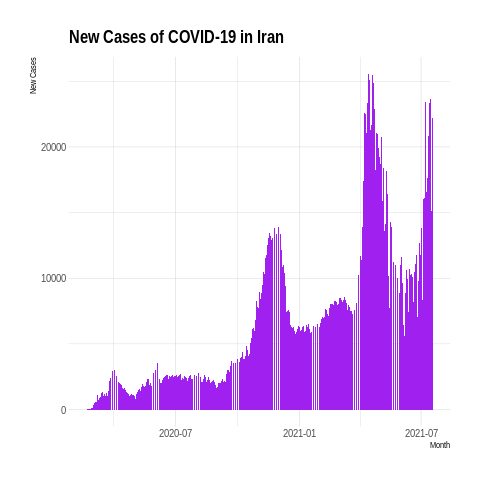 New Cases of COVID-19 in Iran
New Cases
20000
10000
0
2020-07 2021-01 2021-07
Month